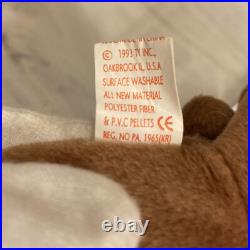 © 1993 TY INC.,
OAKBROOK IL, U.S.A
SURFACE WASHABLE
ALL NEW MATERIAL
POLYESTER FIBER
& P.V.C PELLETS CE
REG. NO PA. 1965(KR)